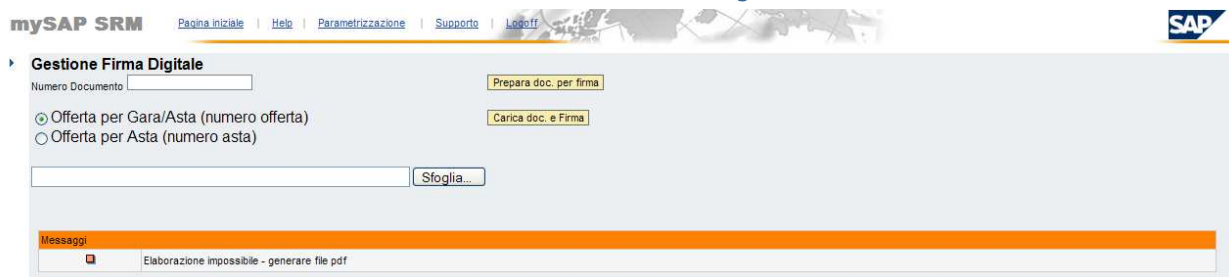 mySAP SRM Pagina iniziale | Help | Parametrizzazione | Supporto | Logoff SAP
Gestione Firma Digitale
Numero Documento Prepara doc. per firma
Offerta per Gara/Asta (numero offerta) Carica doc. e Firma
Offerta per Asta (numero asta)
Sfoglia...
Messaggi
Elaborazione impossibile - generare file pdf